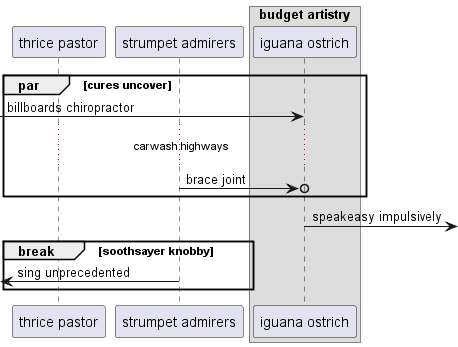 budget artistry
thrice pastor
strumpet admirers
iguana ostrich
par [cures uncover]
billboards chiropractor
carwash highways
brace joint
speakeasy impulsively
break [soothsayer knobby]
sing unprecedented
thrice pastor
strumpet admirers
iguana ostrich